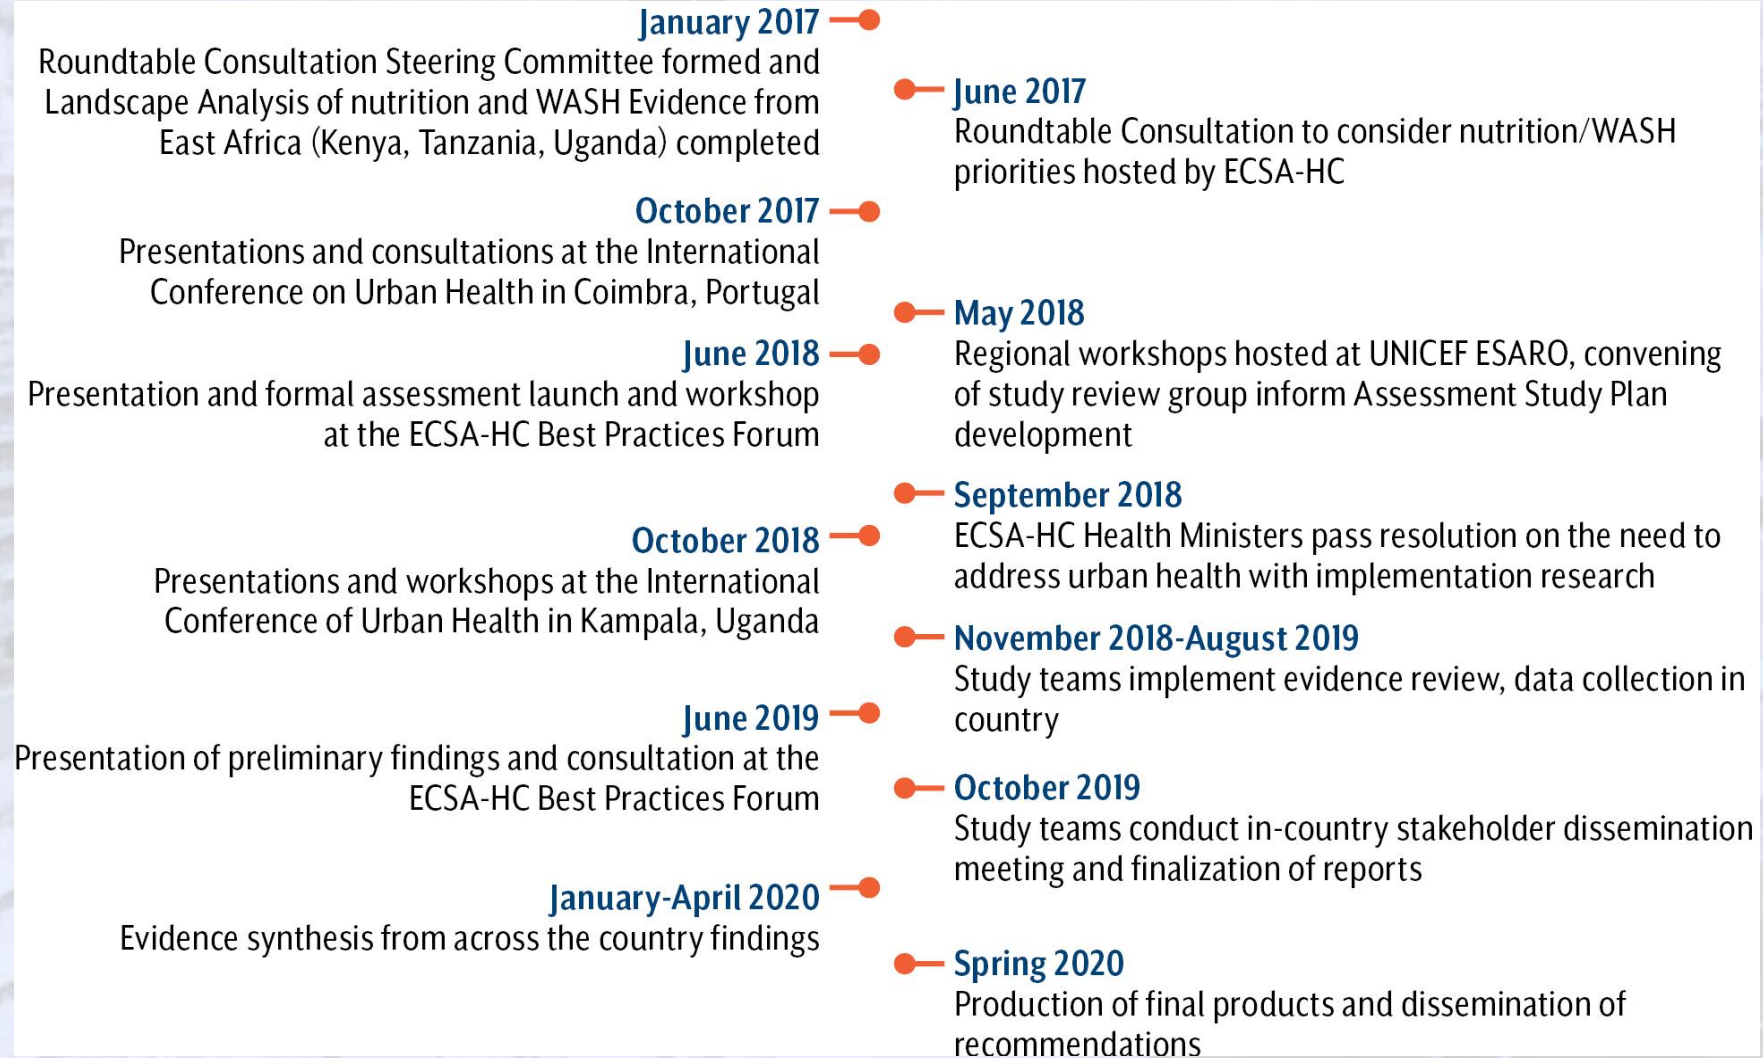 January 2017
Roundtable Consultation Steering Committee formed and
Landscape Analysis of nutrition and WASH Evidence from
East Africa (Kenya, Tanzania, Uganda) completed
June 2017
Roundtable Consultation to consider nutrition/WASH
priorities hosted by ECSA-HC
October 2017
Presentations and consultations at the International
Conference on Urban Health in Coimbra, Portugal
May 2018
Regional workshops hosted at UNICEF ESARO, convening
of study review group inform Assessment Study Plan
development
June 2018
Presentation and formal assessment launch and workshop
at the ECSA-HC Best Practices Forum
September 2018
ECSA-HC Health Ministers pass resolution on the need to
address urban health with implementation research
October 2018
Presentations and workshops at the International
Conference of Urban Health in Kampala, Uganda
November 2018-August 2019
Study teams implement evidence review, data collection in
country
June 2019
Presentation of preliminary findings and consultation at the
ECSA-HC Best Practices Forum
October 2019
Study teams conduct in-country stakeholder dissemination
meeting and finalization of reports
January-April 2020
Evidence synthesis from across the country findings
Spring 2020
Production of final products and dissemination of
recommendations